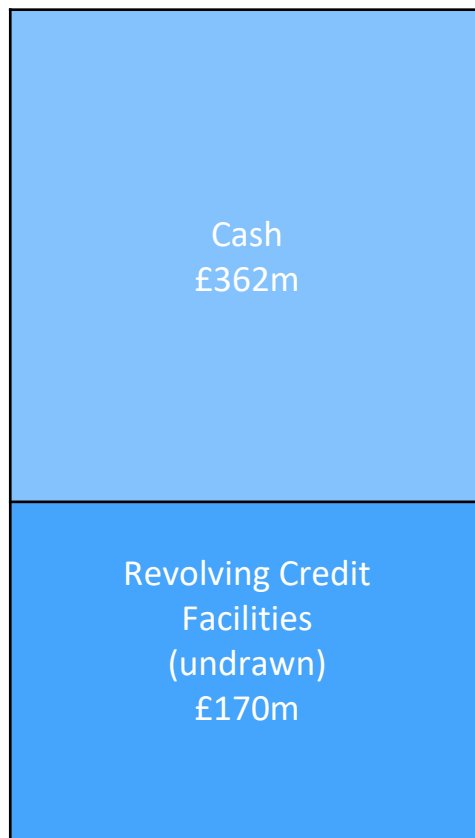 Cash
£362m
Revolving Credit
Facilities
(undrawn)
£170m